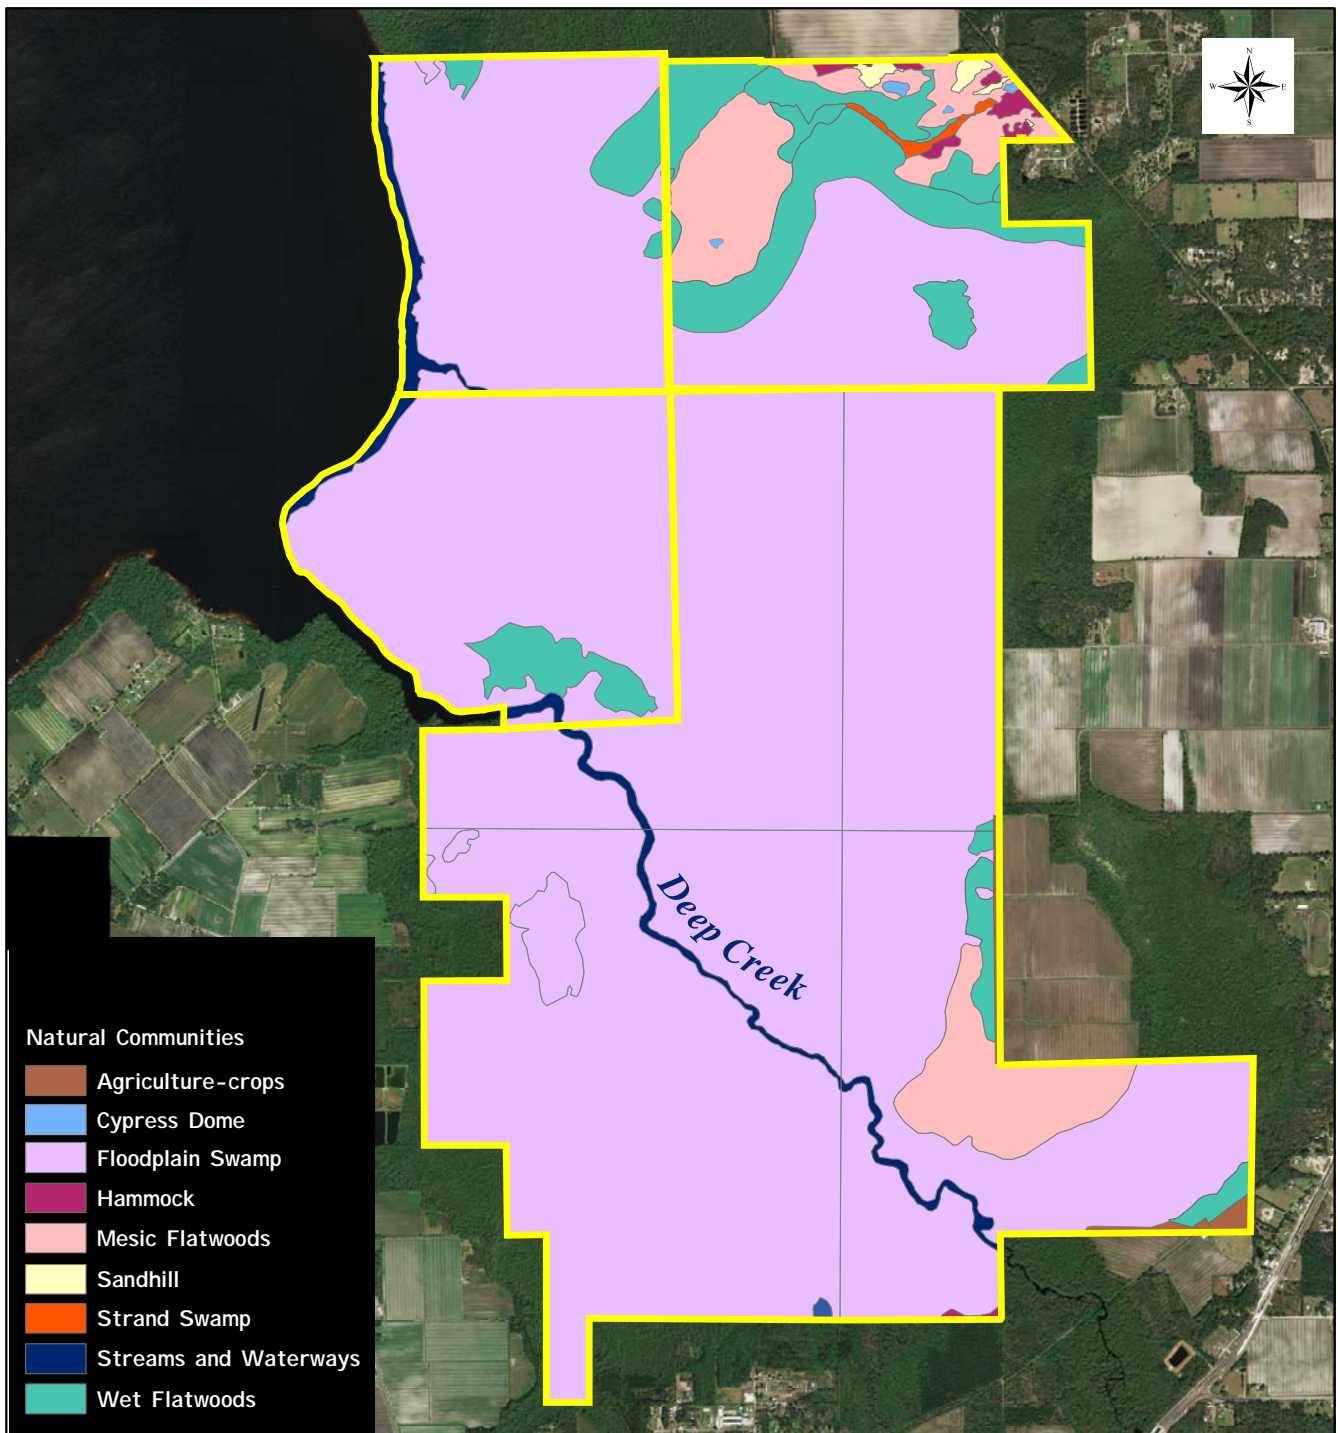 N
W E
S
Deep Creek
Natural Communities
Agriculture-crops
Cypress Dome
Floodplain Swamp
Hammock
Mesic Flatwoods
Sandhill
Strand Swamp
Streams and Waterways
Wet Flatwoods